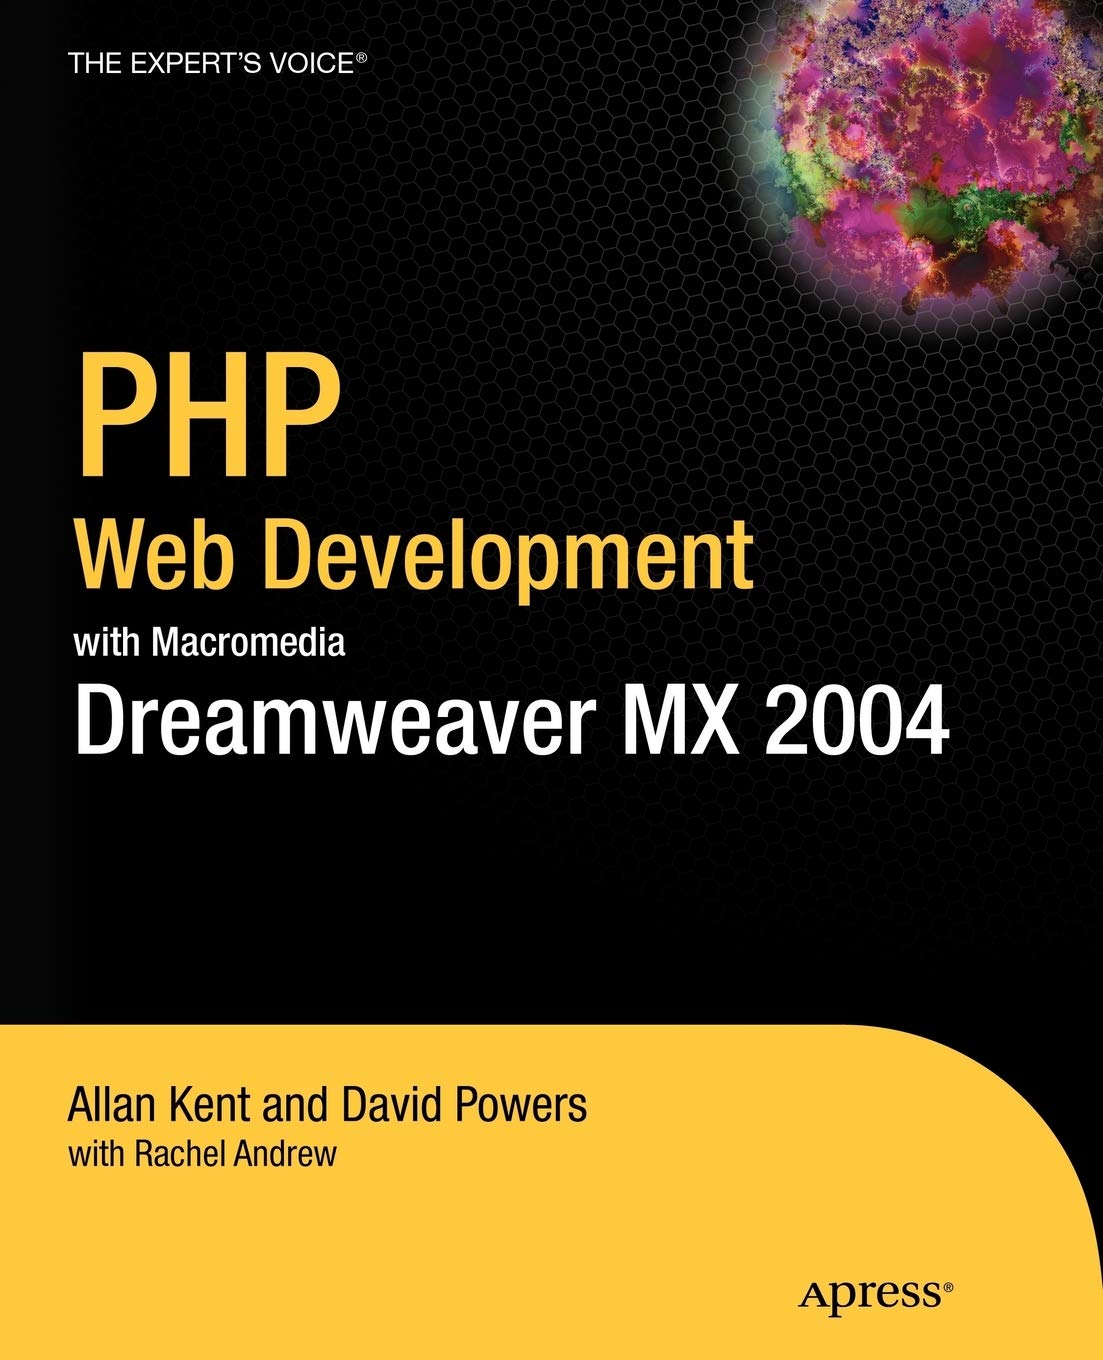 THE EXPERT’S VOICE®
PHP
Web Development
with Macromedia
Dreamweaver MX 2004
Allan Kent and David Powers
with Rachel Andrew
Apress®